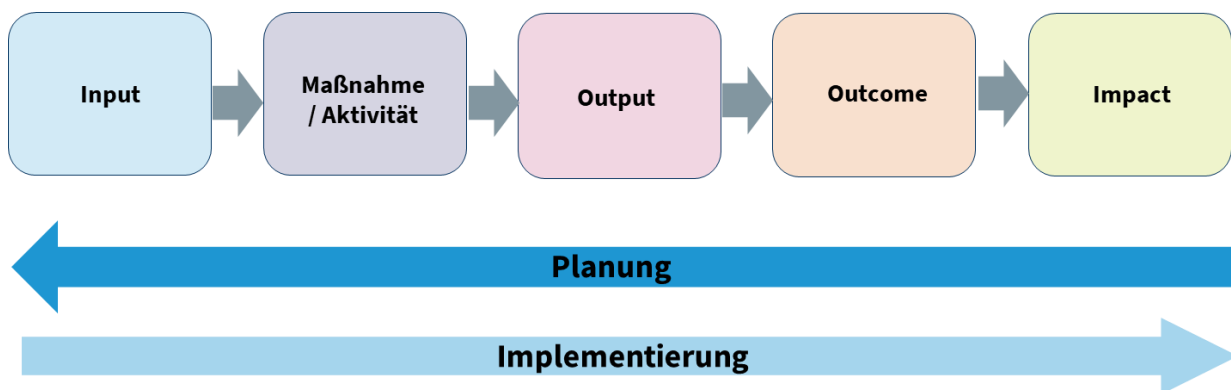 Input
Maßnahme
/ Aktivität
Output
Outcome
Impact
Planung
Implementierung